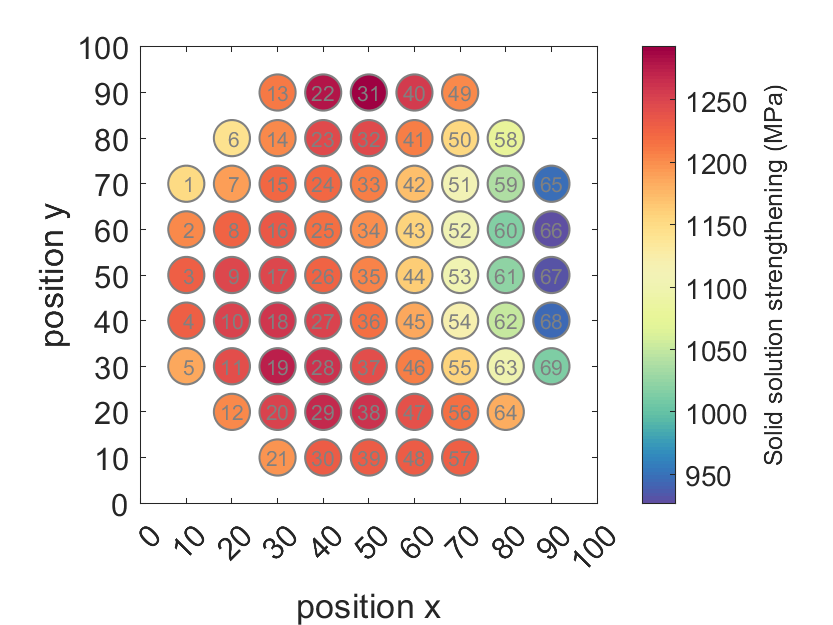 100
90
80
70
60
50
40
30
20
10
0
position y
13 22 31 40 49
6 14 23 32 41 50 58
1 7 15 24 33 42 51 59 65
2 8 16 25 34 43 52 60 66
3 9 17 26 35 44 53 61 67
4 10 18 27 36 45 54 62 68
5 11 19 28 37 46 55 63 69
12 20 29 38 47 56 64
21 30 39 48 57
0 10 20 30 40 50 60 70 80 90 100
position x
1250
1200
1150
1100
1050
1000
950
Solid solution strengthening (MPa)